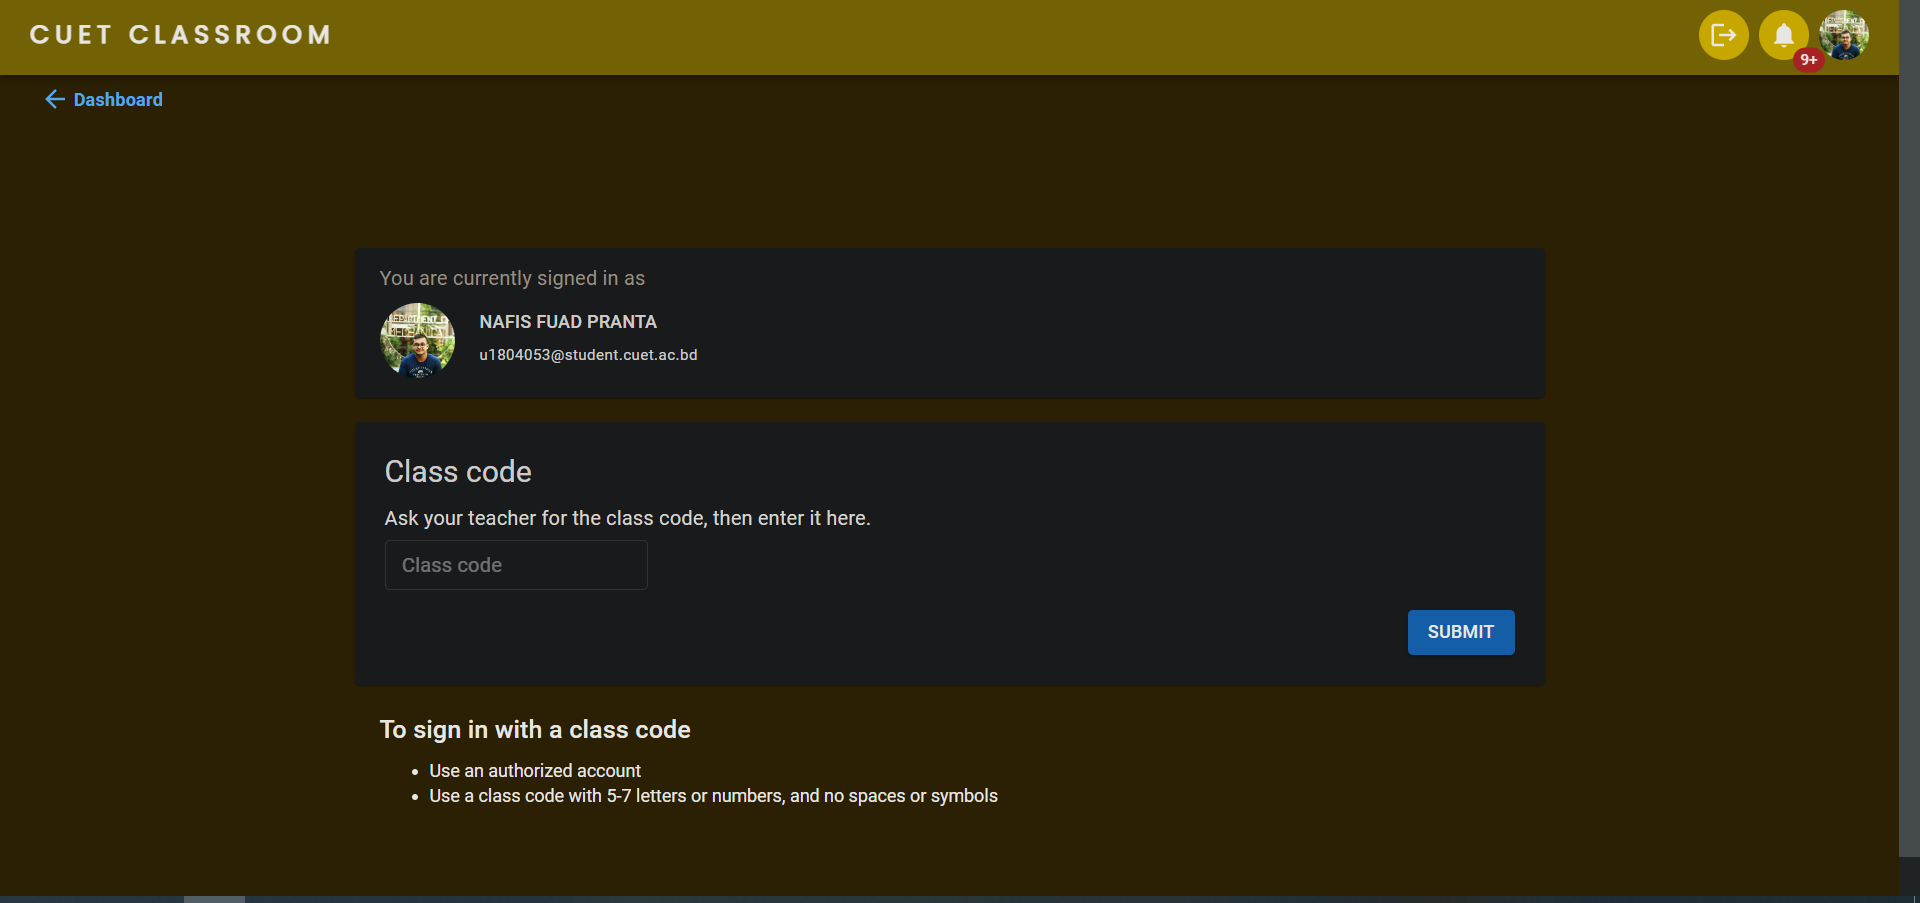 CUET CLASSROOM
9+
Dashboard
You are currently signed in as
NAFIS FUAD PRANTA
u1804053@student.cuet.ac.bd
Class code
Ask your teacher for the class code, then enter it here.
Class code
SUBMIT
To sign in with a class code
Use an authorized account
Use a class code with 5-7 letters or numbers, and no spaces or symbols